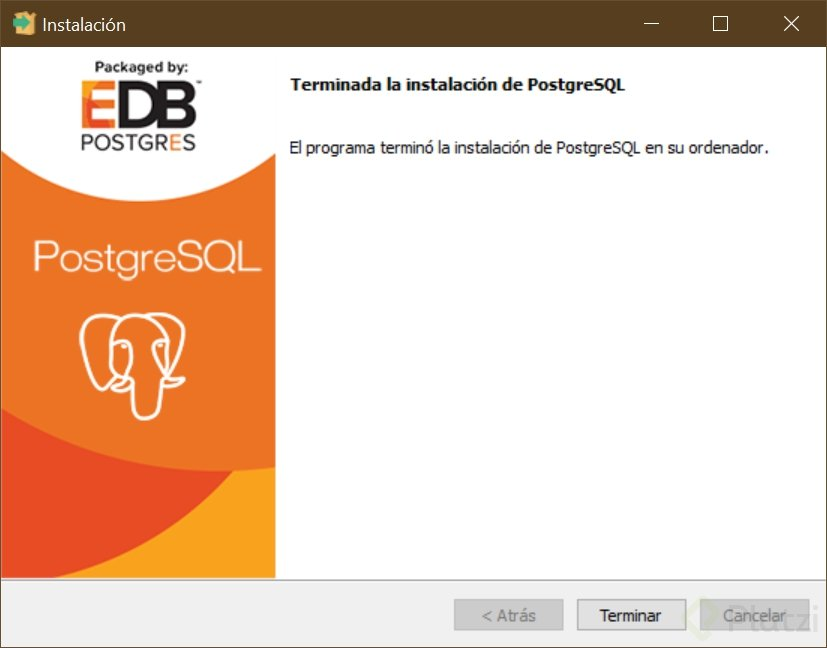 Instalación
Packaged by:
EDB™
POSTGRES
PostgreSQL
Terminada la instalación de PostgreSQL
El programa terminó la instalación de PostgreSQL en su ordenador.
< Atrás
Terminar
Cancelar
Platzi